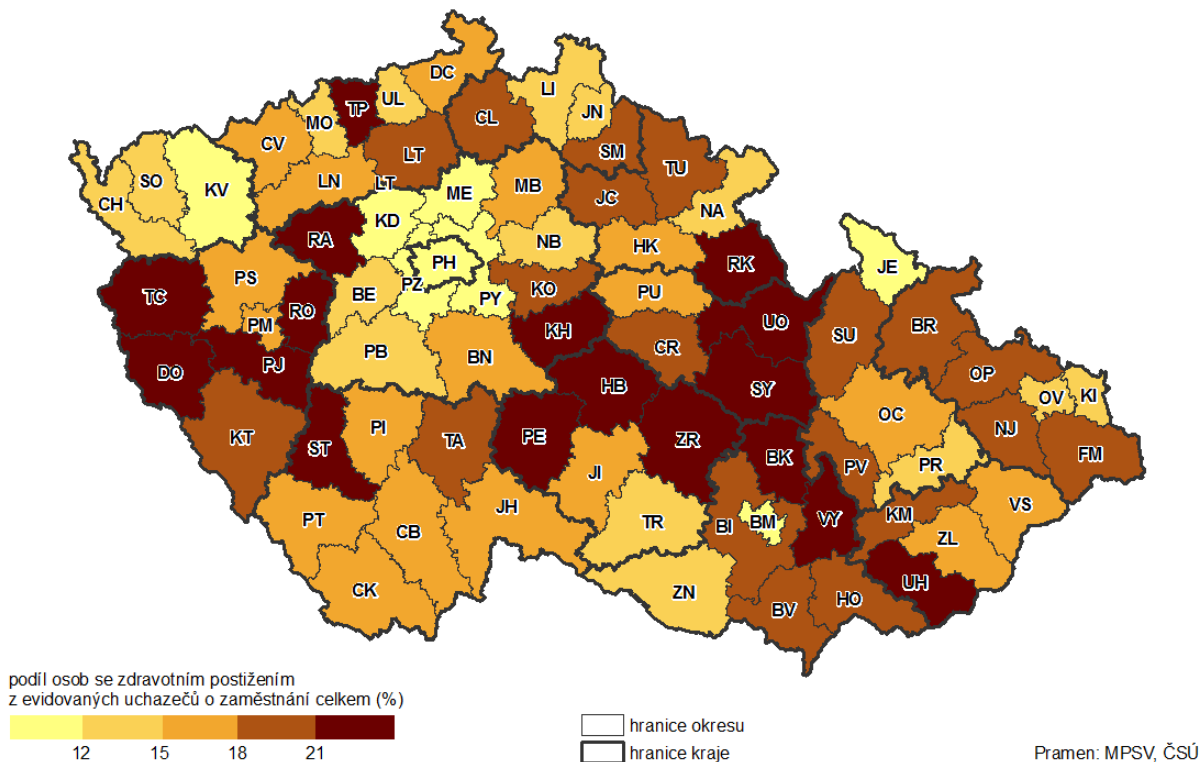 DC
LI
UL
TP
JN
MO
CL
CV
SM
LT
TU
SO
KV
LN
LT
ME
MB
JC
CH
NA
KD
RA
NB
HK
PH
RK
JE
PS
PZ
TC
BE
PY
KO
PU
RO
UO
PM
KH
SU
BR
PB
BN
CR
PJ
DO
OP
HB
SY
OV
KI
OC
PI
KT
ST
TA
PE
ZR
NJ
BK
FM
PV
PR
JI
VS
PT
JH
KM
CB
TR
BI
BM
VY
ZL
UH
CK
ZN
BV
HO
podíl osob se zdravotním postižením
z evidovaných uchazečů o zaměstnání celkem (%)
12 15 18 21
hranice okresu
hranice kraje
Pramen: MPSV, ČSÚ